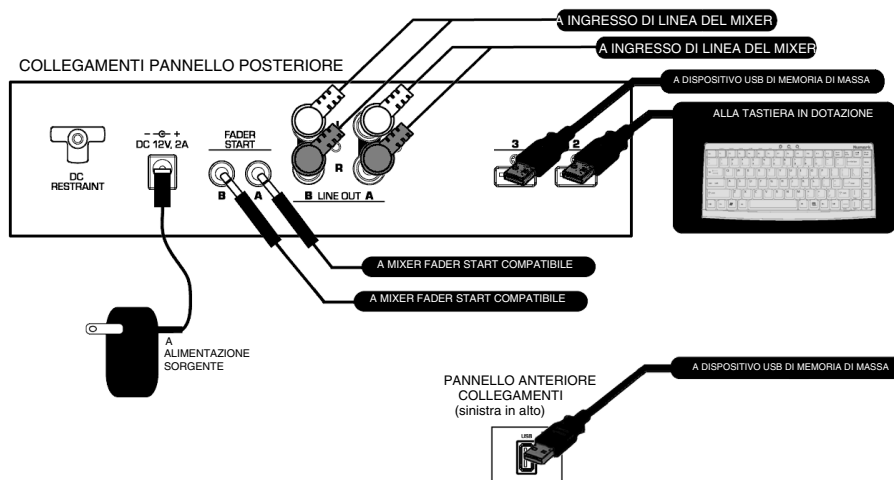 A INGRESSO DI LINEA DEL MIXER
A INGRESSO DI LINEA DEL MIXER
COLLEGAMENTI PANNELLO POSTERIORE
A DISPOSITIVO USB DI MEMORIA DI MASSA
ALLA TASTIERA IN DOTAZIONE
DC
RESTRAINT
- +
DC 12V, 2A
FADER
START
B A
L
R
B LINE OUT A
3 2
A MIXER FADER START COMPATIBILE
A MIXER FADER START COMPATIBILE
A
ALIMENTAZIONE
SORGENTE
PANNELLO ANTERIORE
COLLEGAMENTI
(sinistra in alto)
A DISPOSITIVO USB DI MEMORIA DI MASSA
USB